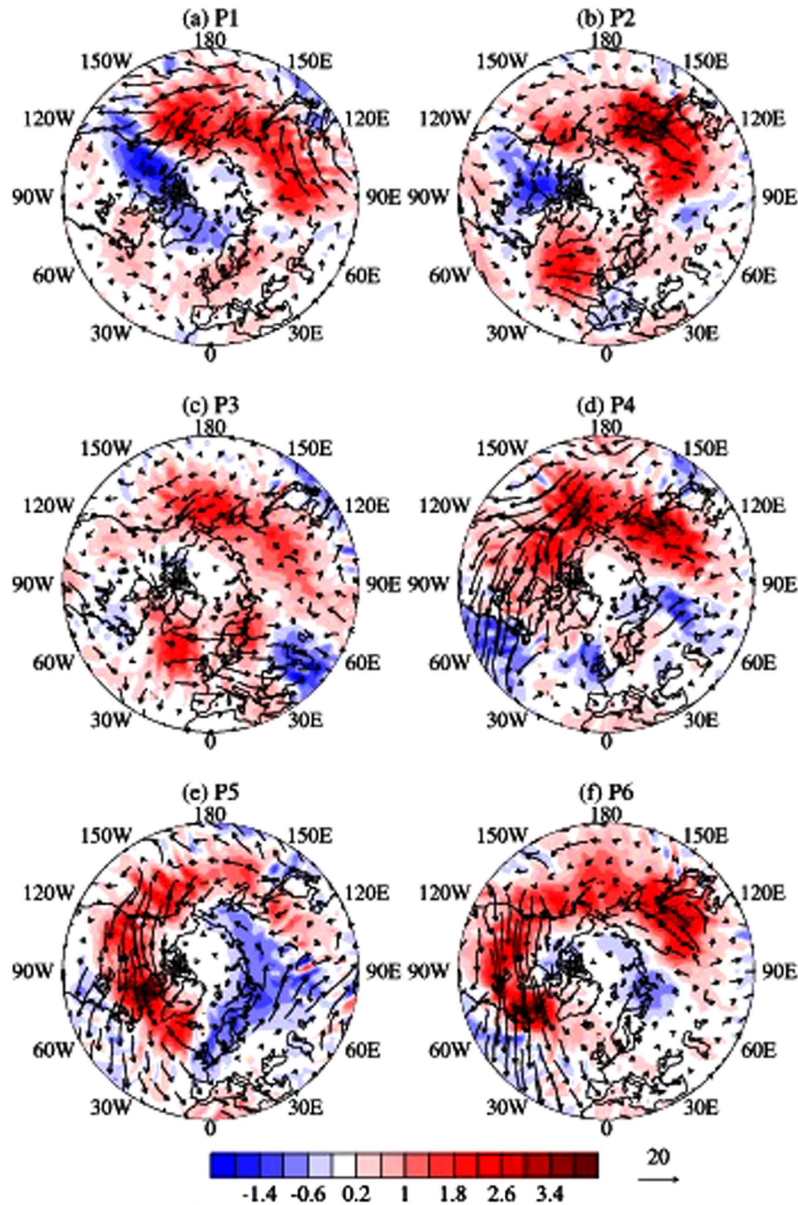 (a) P1 (b) P2
180 180
150W 150E 150W 150E
120W 120E 120W 120E
90W 90E 90W 90E
60W 60E 60W 60E
30W 30E 30W 30E
0 0
(c) P3 (d) P4
180 180
150W 150E 150W 150E
120W 120E 120W 120E
90W 90E 90W 90E
60W 60E 60W 60E
30W 30E 30W 30E
0 0
(e) P5 (f) P6
180 180
150W 150E 150W 150E
120W 120E 120W 120E
90W 90E 90W 90E
60W 60E 60W 60E
30W 30E 30W 30E
0 0
20
-1.4 -0.6 0.2 1 1.8 2.6 3.4